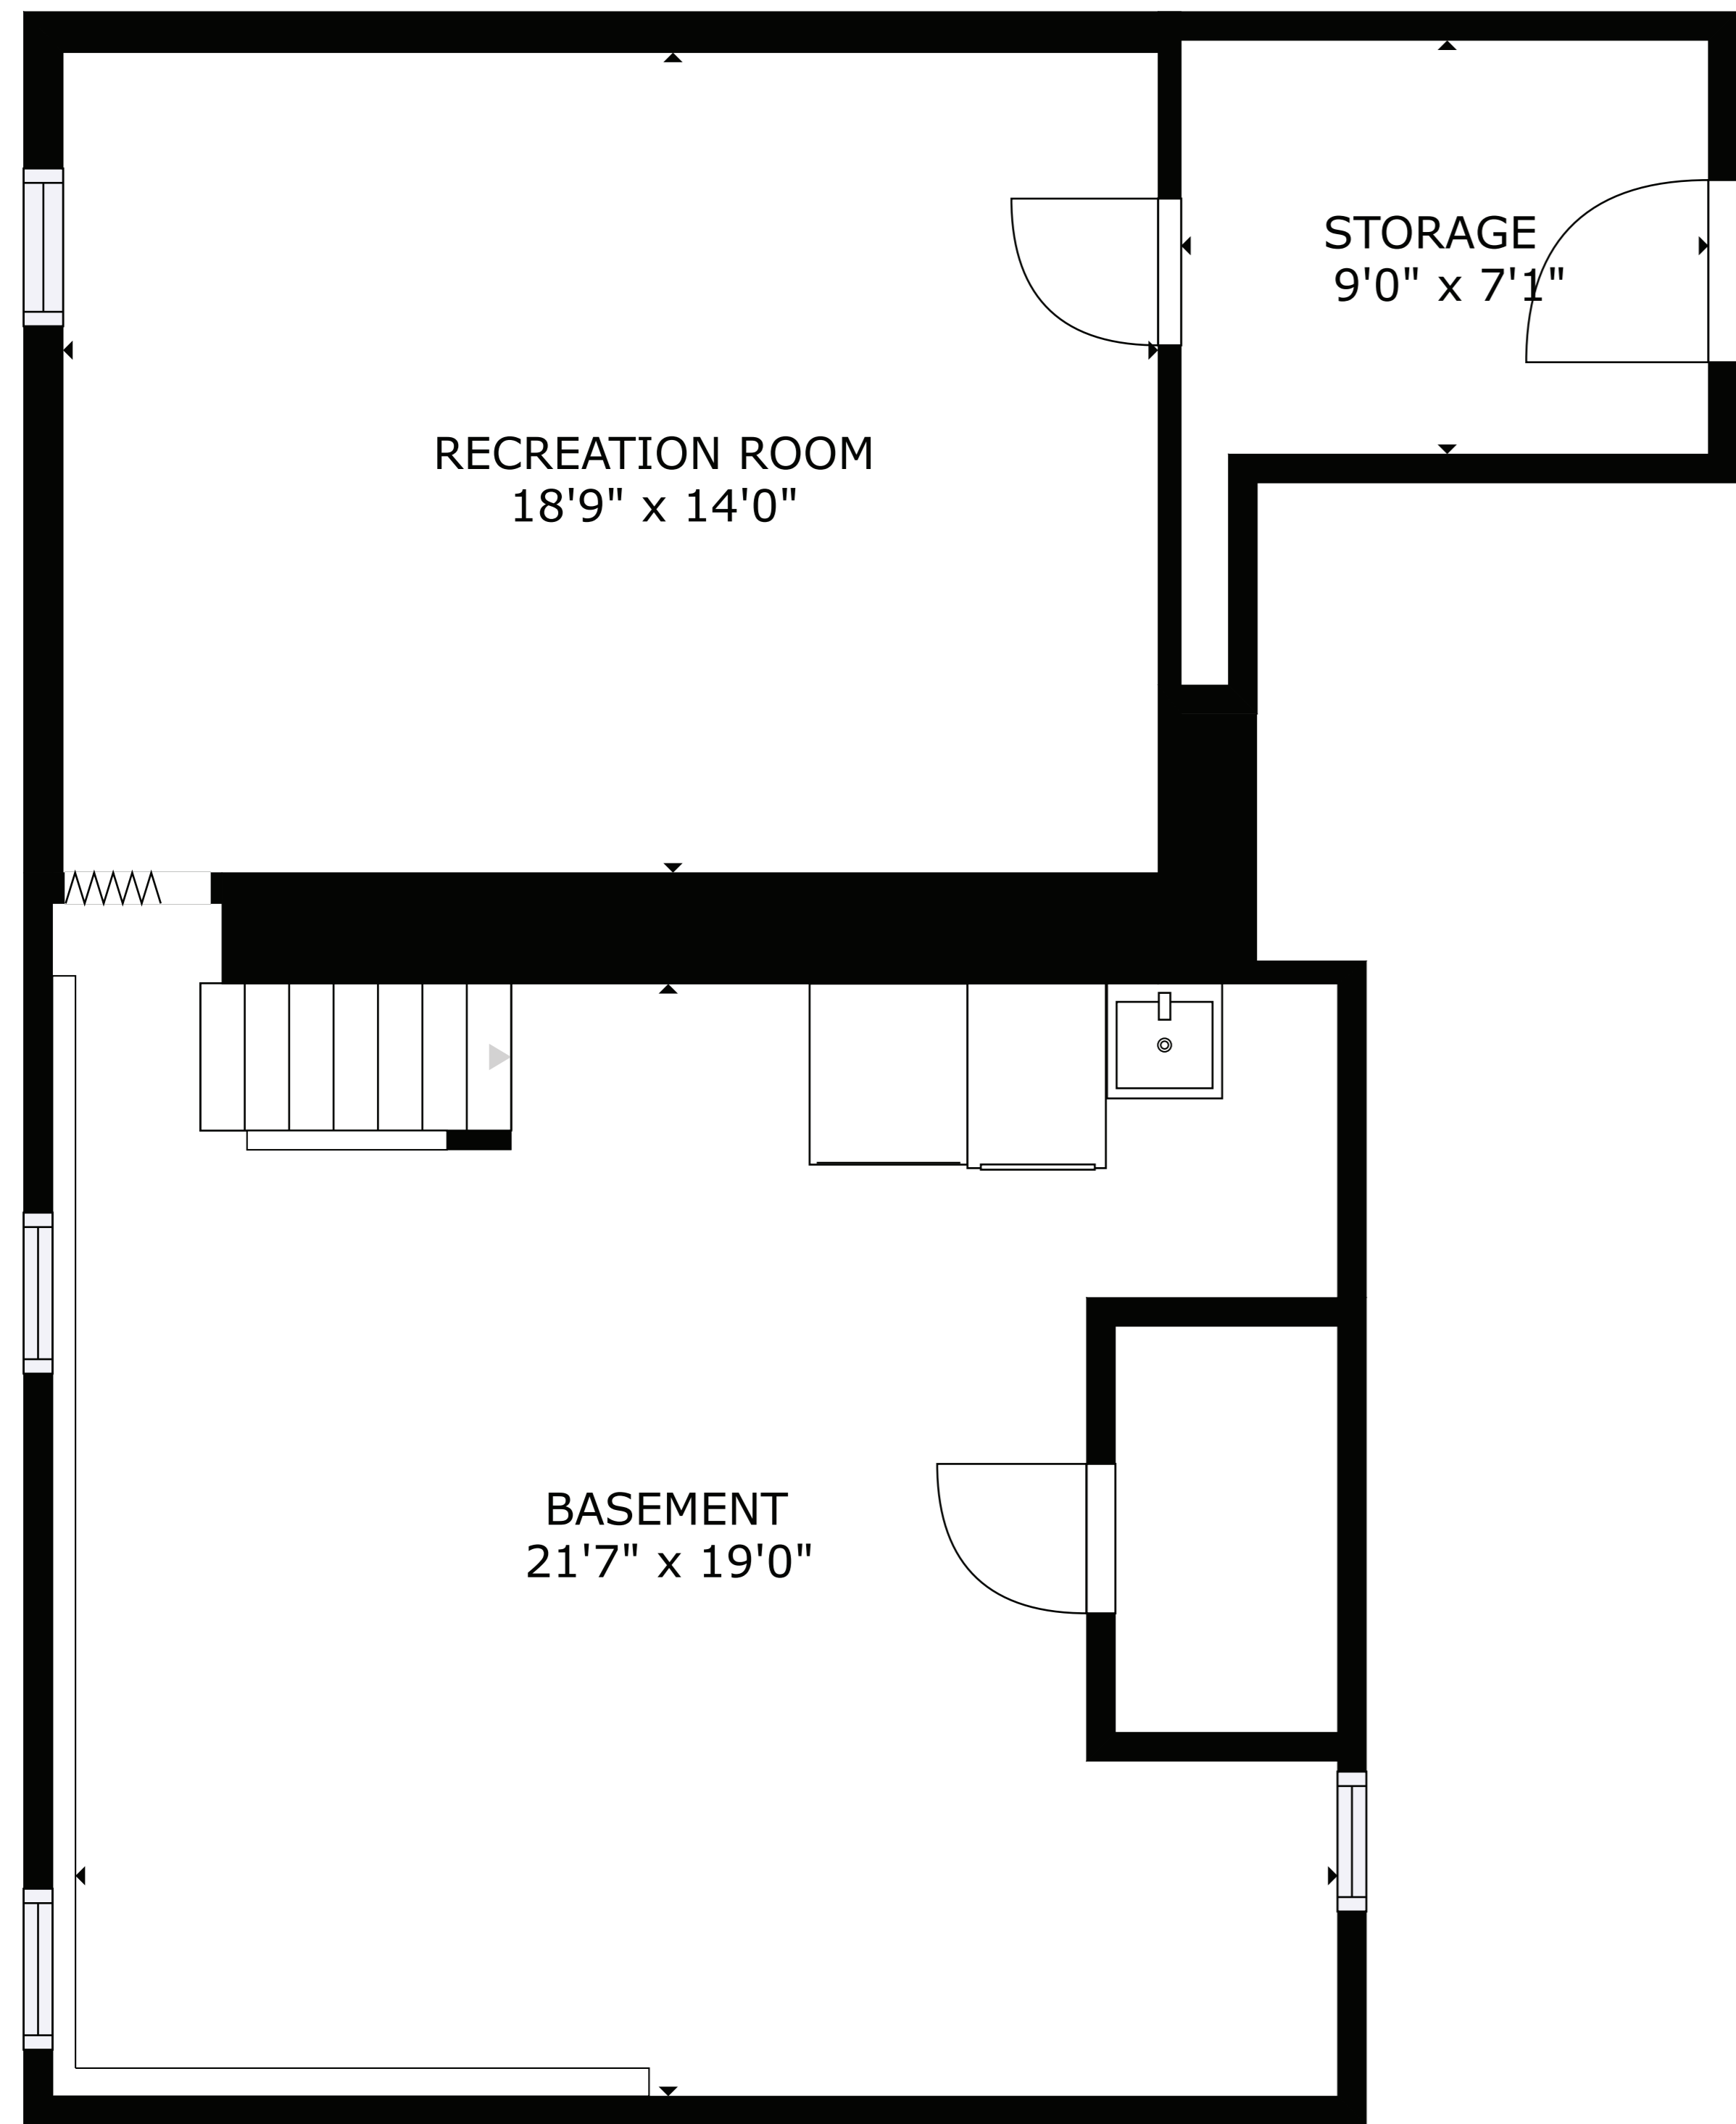 STORAGE
9'0" x 7'1"
RECREATION ROOM
18'9" x 14'0"
BASEMENT
21'7" x 19'0"